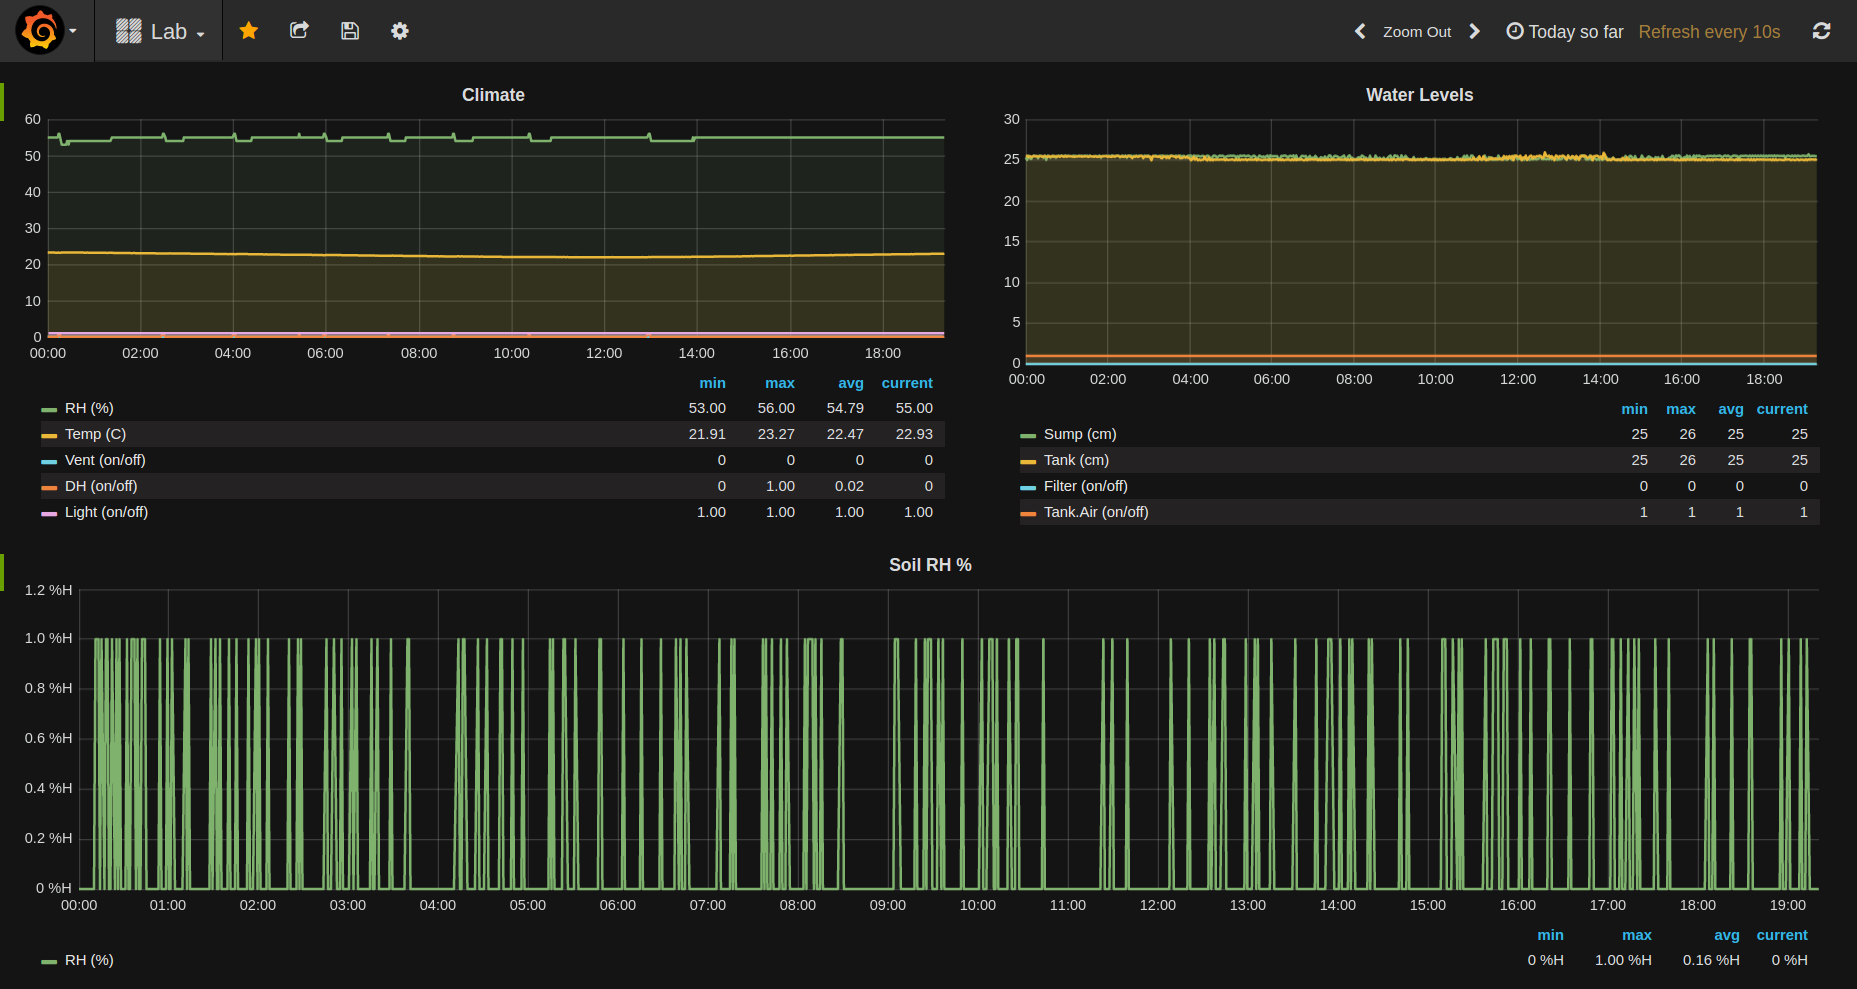 Lab
Zoom Out
Today so far
Refresh every 10s
Climate
60
50
40
30
20
10
0
00:00 02:00 04:00 06:00 08:00 10:00 12:00 14:00 16:00 18:00
min max avg current
RH (%) 53.00 56.00 54.79 55.00
Temp (C) 21.91 23.27 22.47 22.93
Vent (on/off) 0 0 0 0
DH (on/off) 0 1.00 0.02 0
Light (on/off) 1.00 1.00 1.00 1.00
Water Levels
30
25
20
15
10
5
0
00:00 02:00 04:00 06:00 08:00 10:00 12:00 14:00 16:00 18:00
min max avg current
Sump (cm) 25 26 25 25
Tank (cm) 25 26 25 25
Filter (on/off) 0 0 0 0
Tank.Air (on/off) 1 1 1 1
Soil RH %
1.2 %H
1.0 %H
0.8 %H
0.6 %H
0.4 %H
0.2 %H
0 %H
00:00 01:00 02:00 03:00 04:00 05:00 06:00 07:00 08:00 09:00 10:00 11:00 12:00 13:00 14:00 15:00 16:00 17:00 18:00 19:00
min max avg current
RH (%) 0 %H 1.00 %H 0.16 %H 0 %H